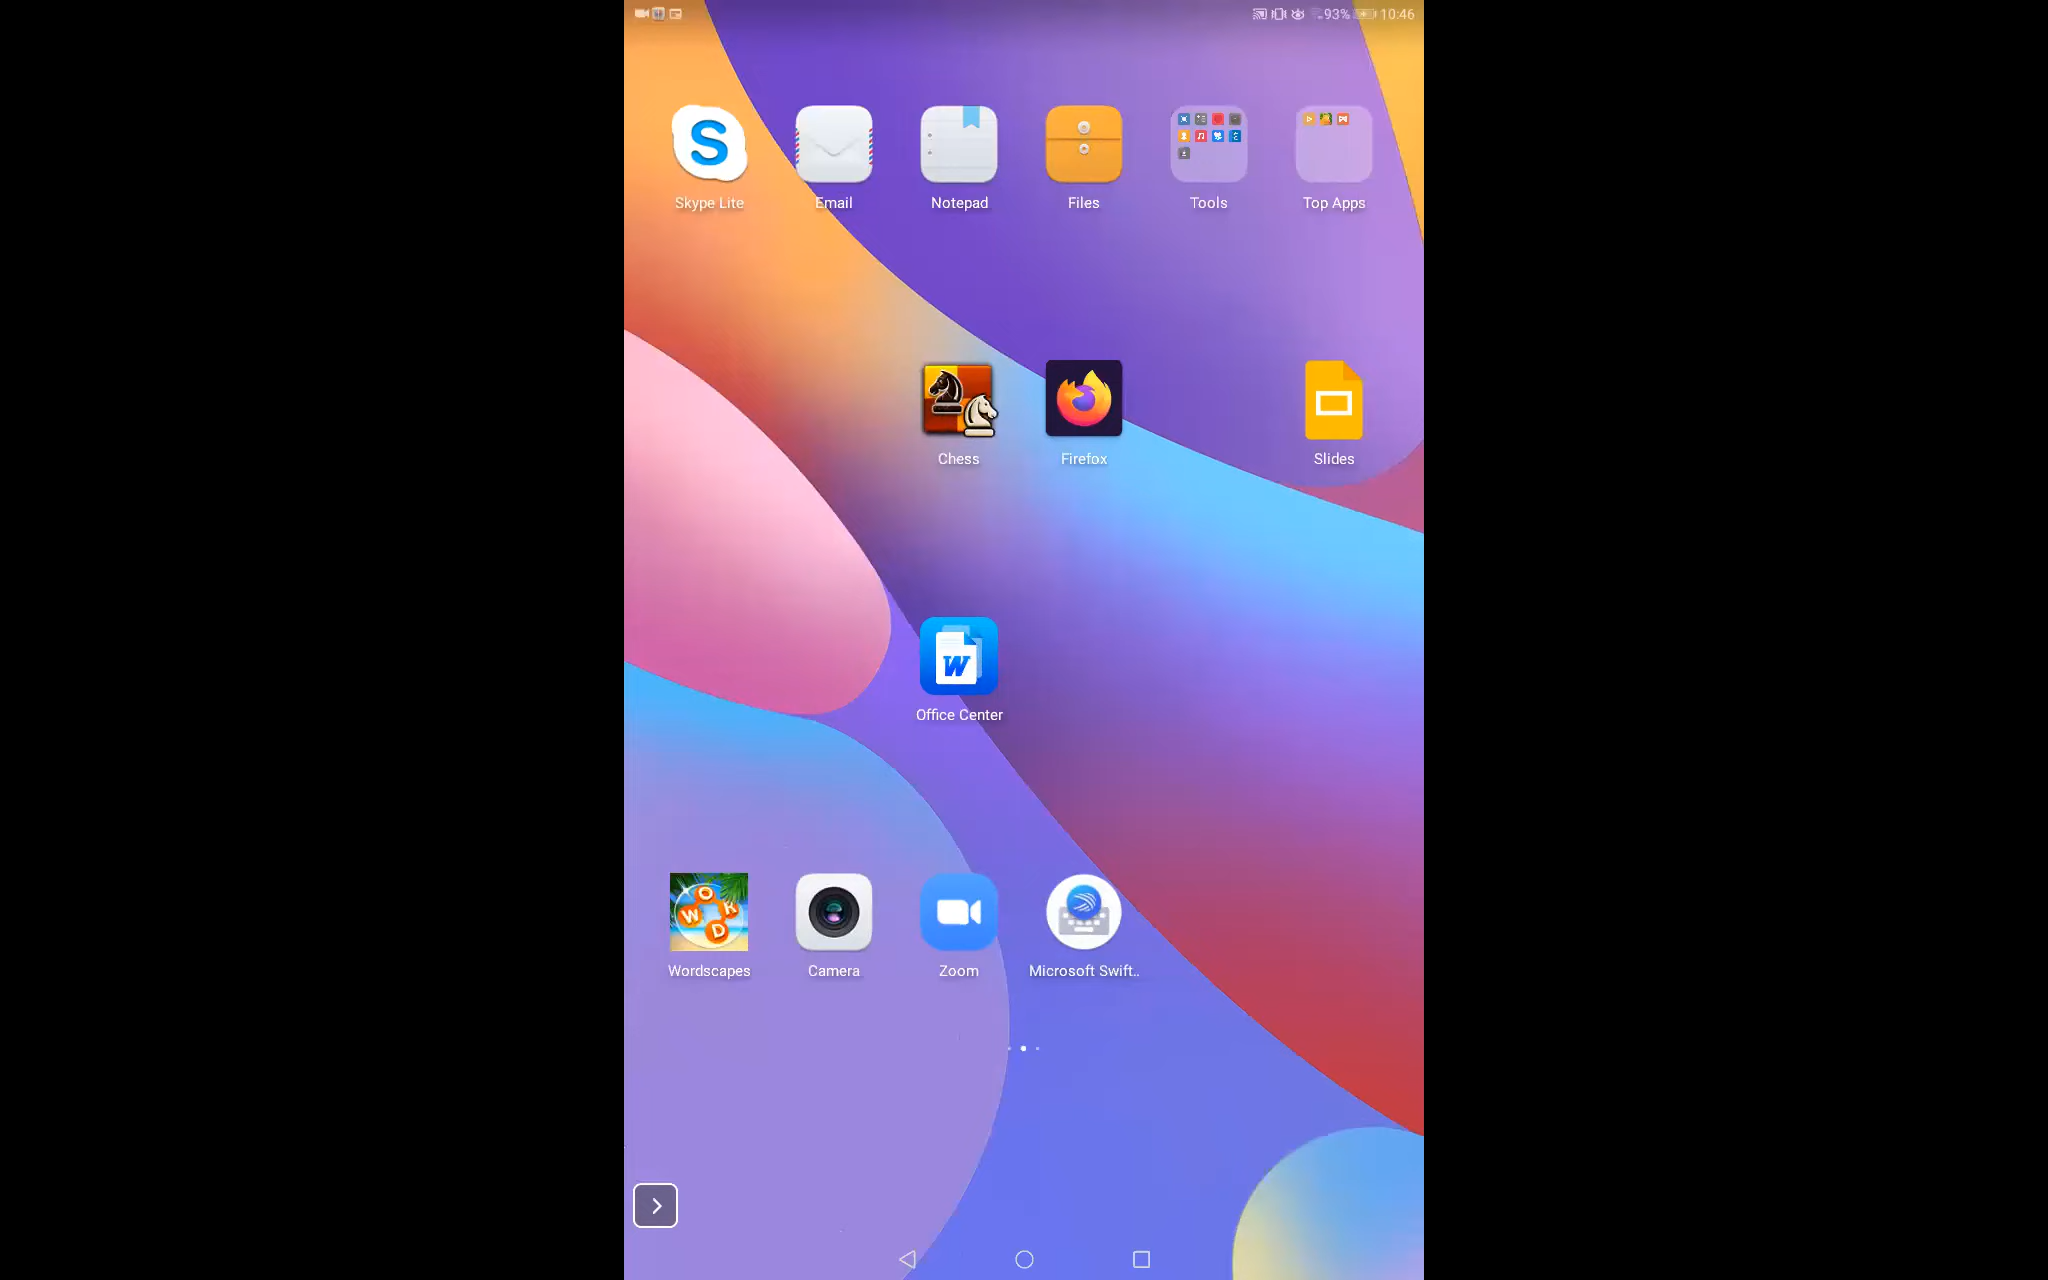 93% 10:46
S
Skype Lite Email Notepad Files Tools Top Apps
Chess Firefox Slides
W
Office Center
W O R D
Wordscapes Camera Zoom Microsoft Swift..